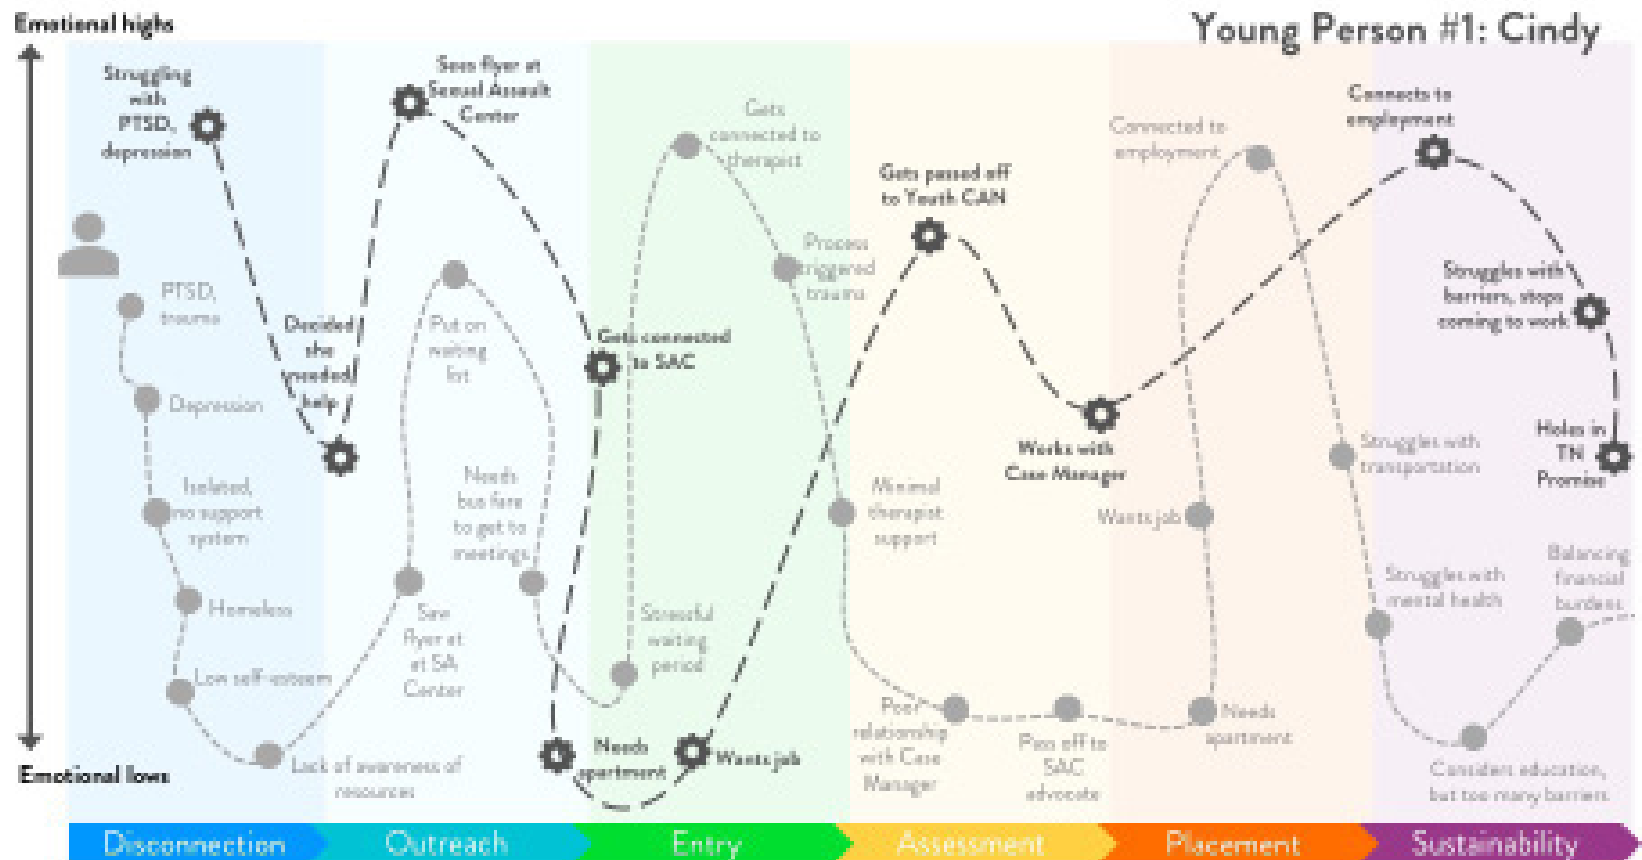 Emotional highs
Young Person #1: Cindy
Struggling
with
PTSD,
depression
Sees flyer at
Sexual Assault
Center
Gets
connected to
therapist
Connected to
employment
Connects to
employment
Gets passed off
to Youth CAN
Process
triggered
trauma
PTSD,
trauma
Decided
she
needed
help
Put on
waiting
list
Gets connected
to SAC
Struggles with
barriers, stops
coming to work
Depression
Works with
Case Manager
Struggles with
transportation
Holes in
TN
Promise
Isolated,
no support
system
Needs
bus fare
to get to
meetings
Minimal
therapist
support
Wants job
Homeless
Saw
flyer at
at SA
Center
Stressful
waiting
period
Struggles with
mental health
Balancing
financial
burdens
Low self-esteem
Poor
relationship
with Case
Manager
Pass off to
SAC
advocate
Needs
apartment
Emotional lows
Lack of awareness of
resources
Needs
apartment
Wants job
Considers education,
but too many barriers
Disconnection
Outreach
Entry
Assessment
Placement
Sustainability